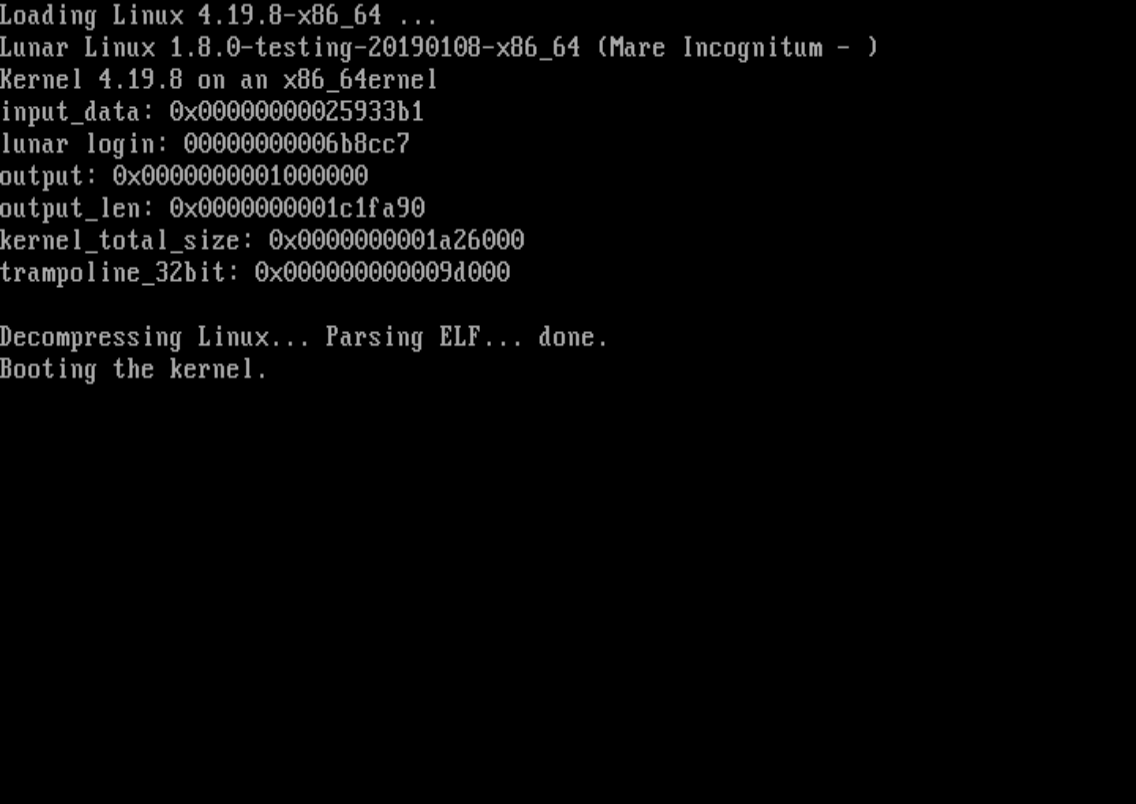 Loading Linux 4.19.8-x86_64 ...
Lunar Linux 1.8.0-testing-20190108-x86_64 (Mare Incognitum - )
Kernel 4.19.8 on an x86_64ernel
input_data: 0x00000000025933b1
lunar login: 00000000006b8cc7
output: 0x0000000001000000
output_len: 0x0000000001c1fa90
kernel_total_size: 0x0000000001a26000
trampoline_32bit: 0x000000000009d000
Decompressing Linux... Parsing ELF... done.
Booting the kernel.